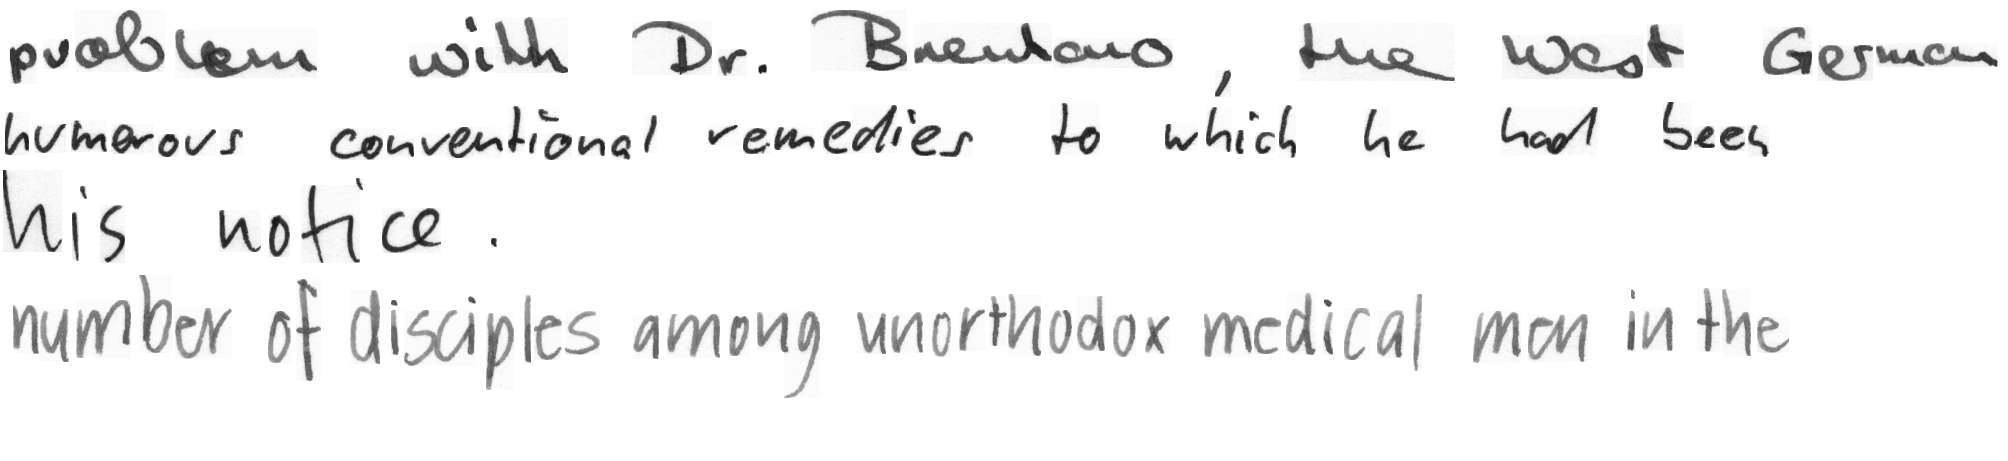 problem with Dr. Brentano, the West German
humerous conventional remedies to which he had been
his notice.
number of disciples among unorthodox medical men in the